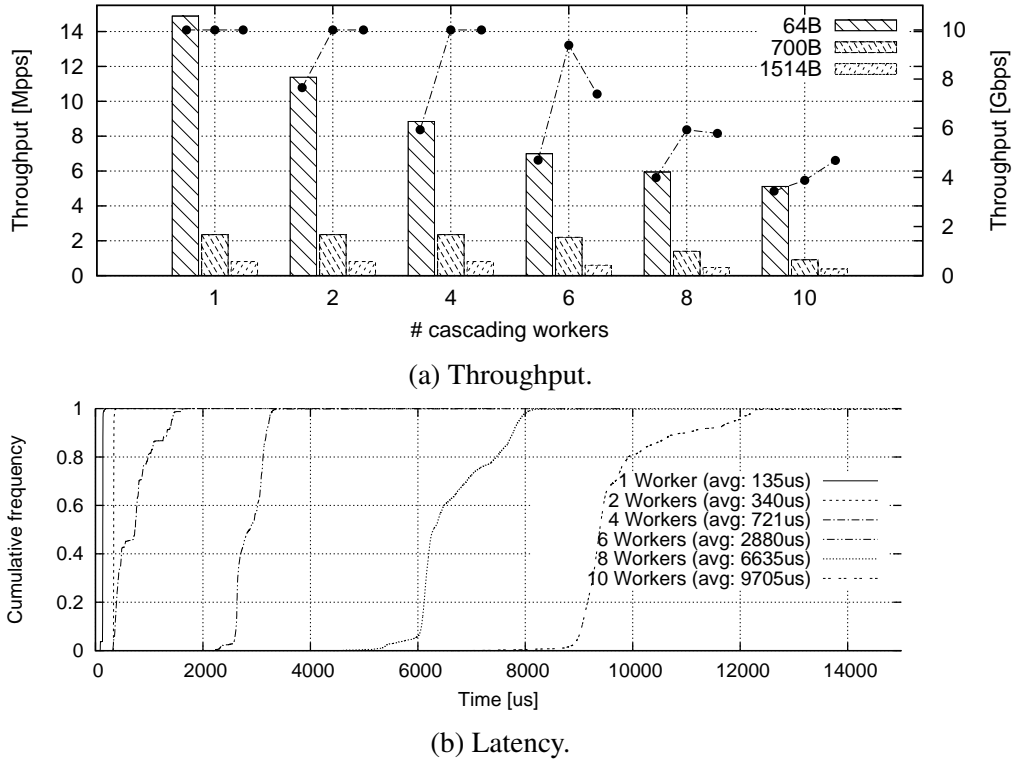 Throughput [Mpps]
14
12
10
8
6
4
2
0
64B
700B
1514B
10
8
6
4
2
0
Throughput [Gbps]
1 2 4 6 8 10
# cascading workers
(a) Throughput.
Cumulative frequency
1
0.8
0.6
0.4
0.2
0
1 Worker (avg: 135us)
2 Workers (avg: 340us)
4 Workers (avg: 721us)
6 Workers (avg: 2880us)
8 Workers (avg: 6635us)
10 Workers (avg: 9705us)
0 2000 4000 6000 8000 10000 12000 14000
Time [us]
(b) Latency.